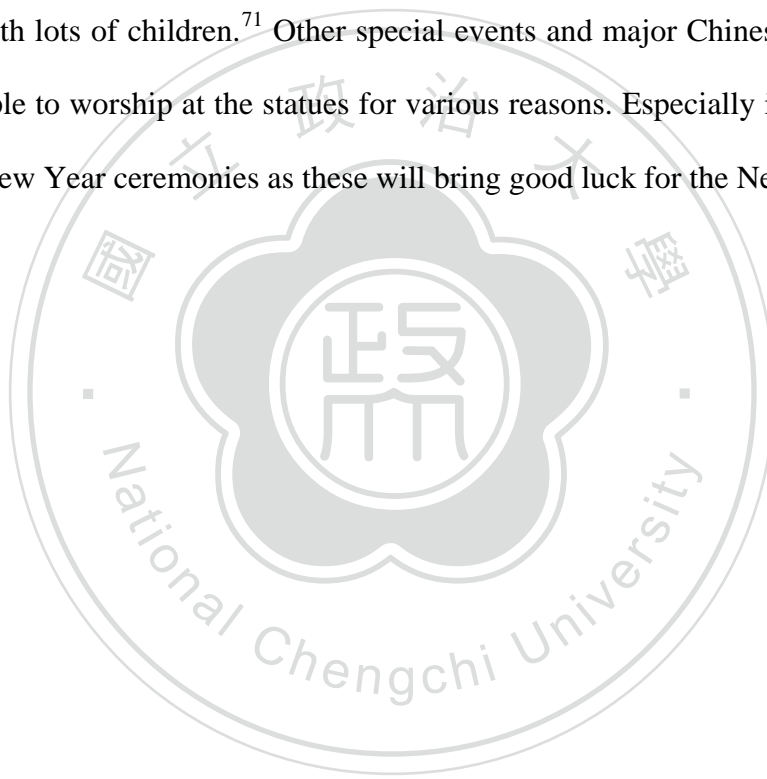 th lots of children.⁷¹ Other special events and major Chines
ple to worship at the statues for various reasons. Especially i
ew Year ceremonies as these will bring good luck for the Ne
國立政治大學
政大
National Chengchi University